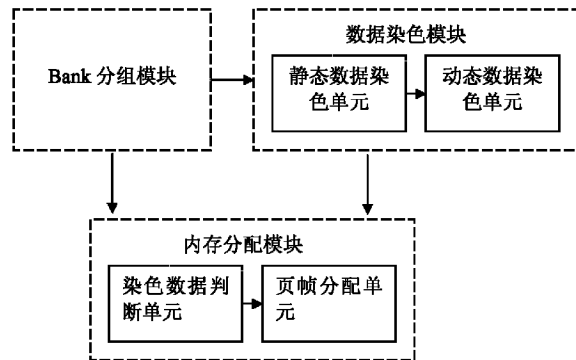 数据染色模块
Bank 分组模块
静态数据染
色单元
动态数据染
色单元
内存分配模块
染色数据判
断单元
页帧分配单
元